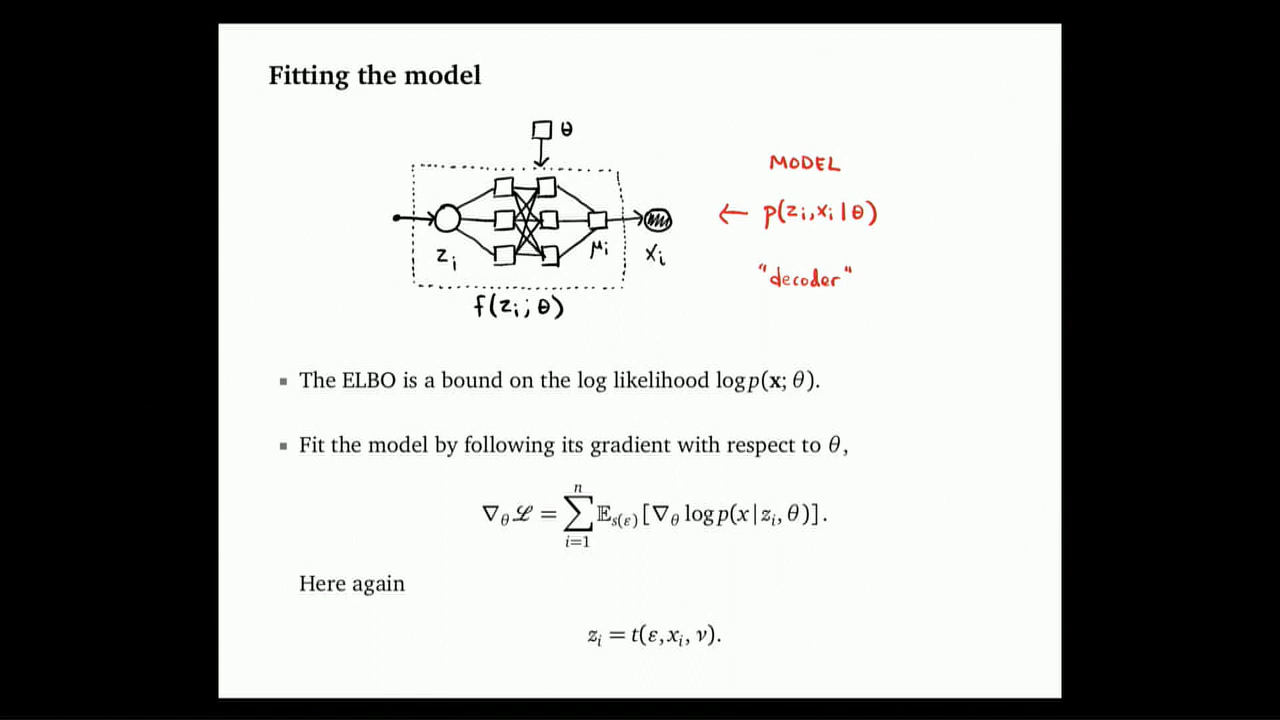 Fitting the model
θ
MODEL
← p(zᵢ, xᵢ | θ)
zᵢ
μᵢ
xᵢ
"decoder"
f(zᵢ; θ)
▪ The ELBO is a bound on the log likelihood log p(x; θ).
▪ Fit the model by following its gradient with respect to θ,
∇_θ ℒ = ∑_{i=1}^{n} 𝔼_{s(ε)} [∇_θ log p(x | zᵢ, θ)].
Here again
zᵢ = t(ε, xᵢ, ν).